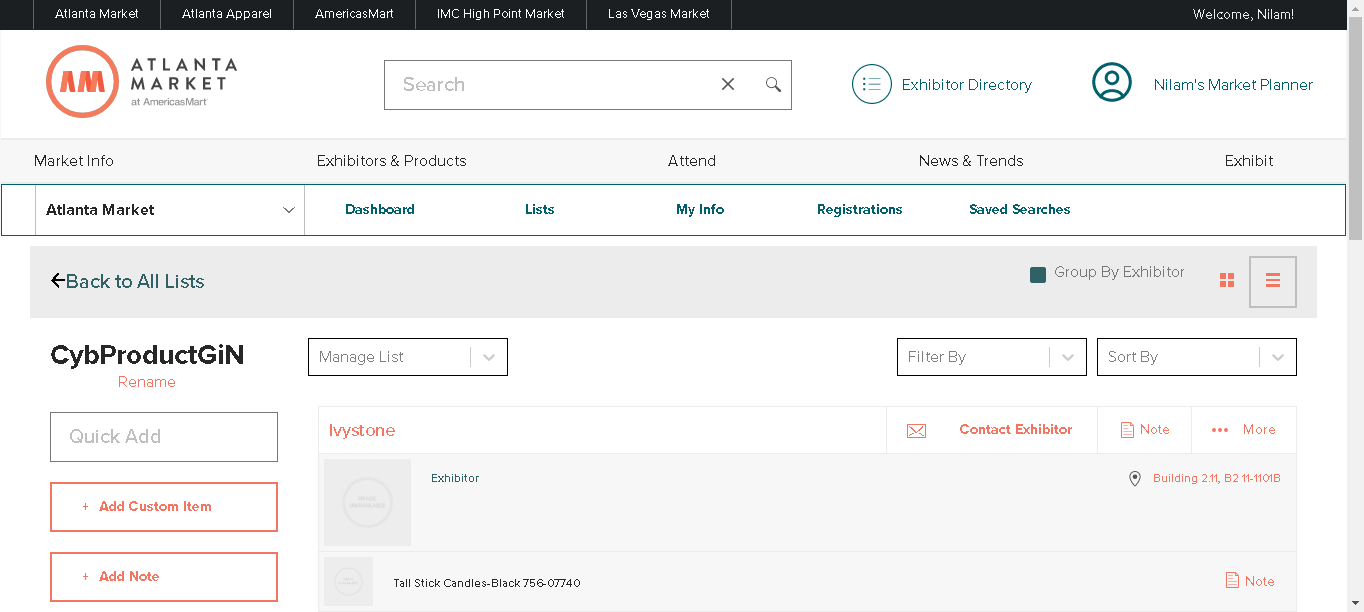 Atlanta Market Atlanta Apparel AmericasMart IMC High Point Market Las Vegas Market Welcome, Nilam!
AM ATLANTA MARKET at AmericasMart
Search
Exhibitor Directory
Nilam's Market Planner
Market Info Exhibitors & Products Attend News & Trends Exhibit
Atlanta Market Dashboard Lists My Info Registrations Saved Searches
Back to All Lists Group By Exhibitor
CybProductGiN Manage List Filter By Sort By
Rename
Quick Add
Ivystone Contact Exhibitor Note More
Exhibitor Building 2.11, B2 11-1101B
+ Add Custom Item
+ Add Note
Tall Stick Candles-Black 756-07740 Note